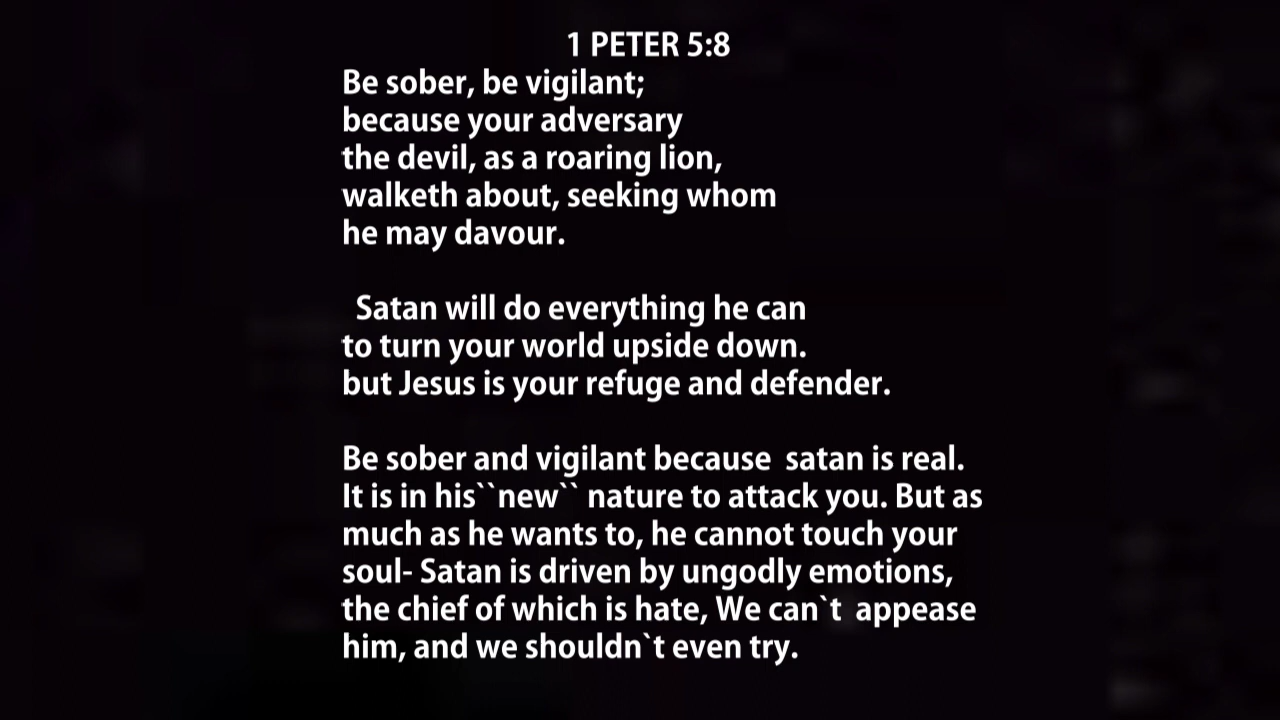 1 PETER 5:8
Be sober, be vigilant;
because your adversary
the devil, as a roaring lion,
walketh about, seeking whom
he may davour.
Satan will do everything he can
to turn your world upside down.
but Jesus is your refuge and defender.
Be sober and vigilant because  satan is real.
It is in his``new`` nature to attack you. But as
much as he wants to, he cannot touch your
soul- Satan is driven by ungodly emotions,
the chief of which is hate, We can`t  appease
him, and we shouldn`t even try.